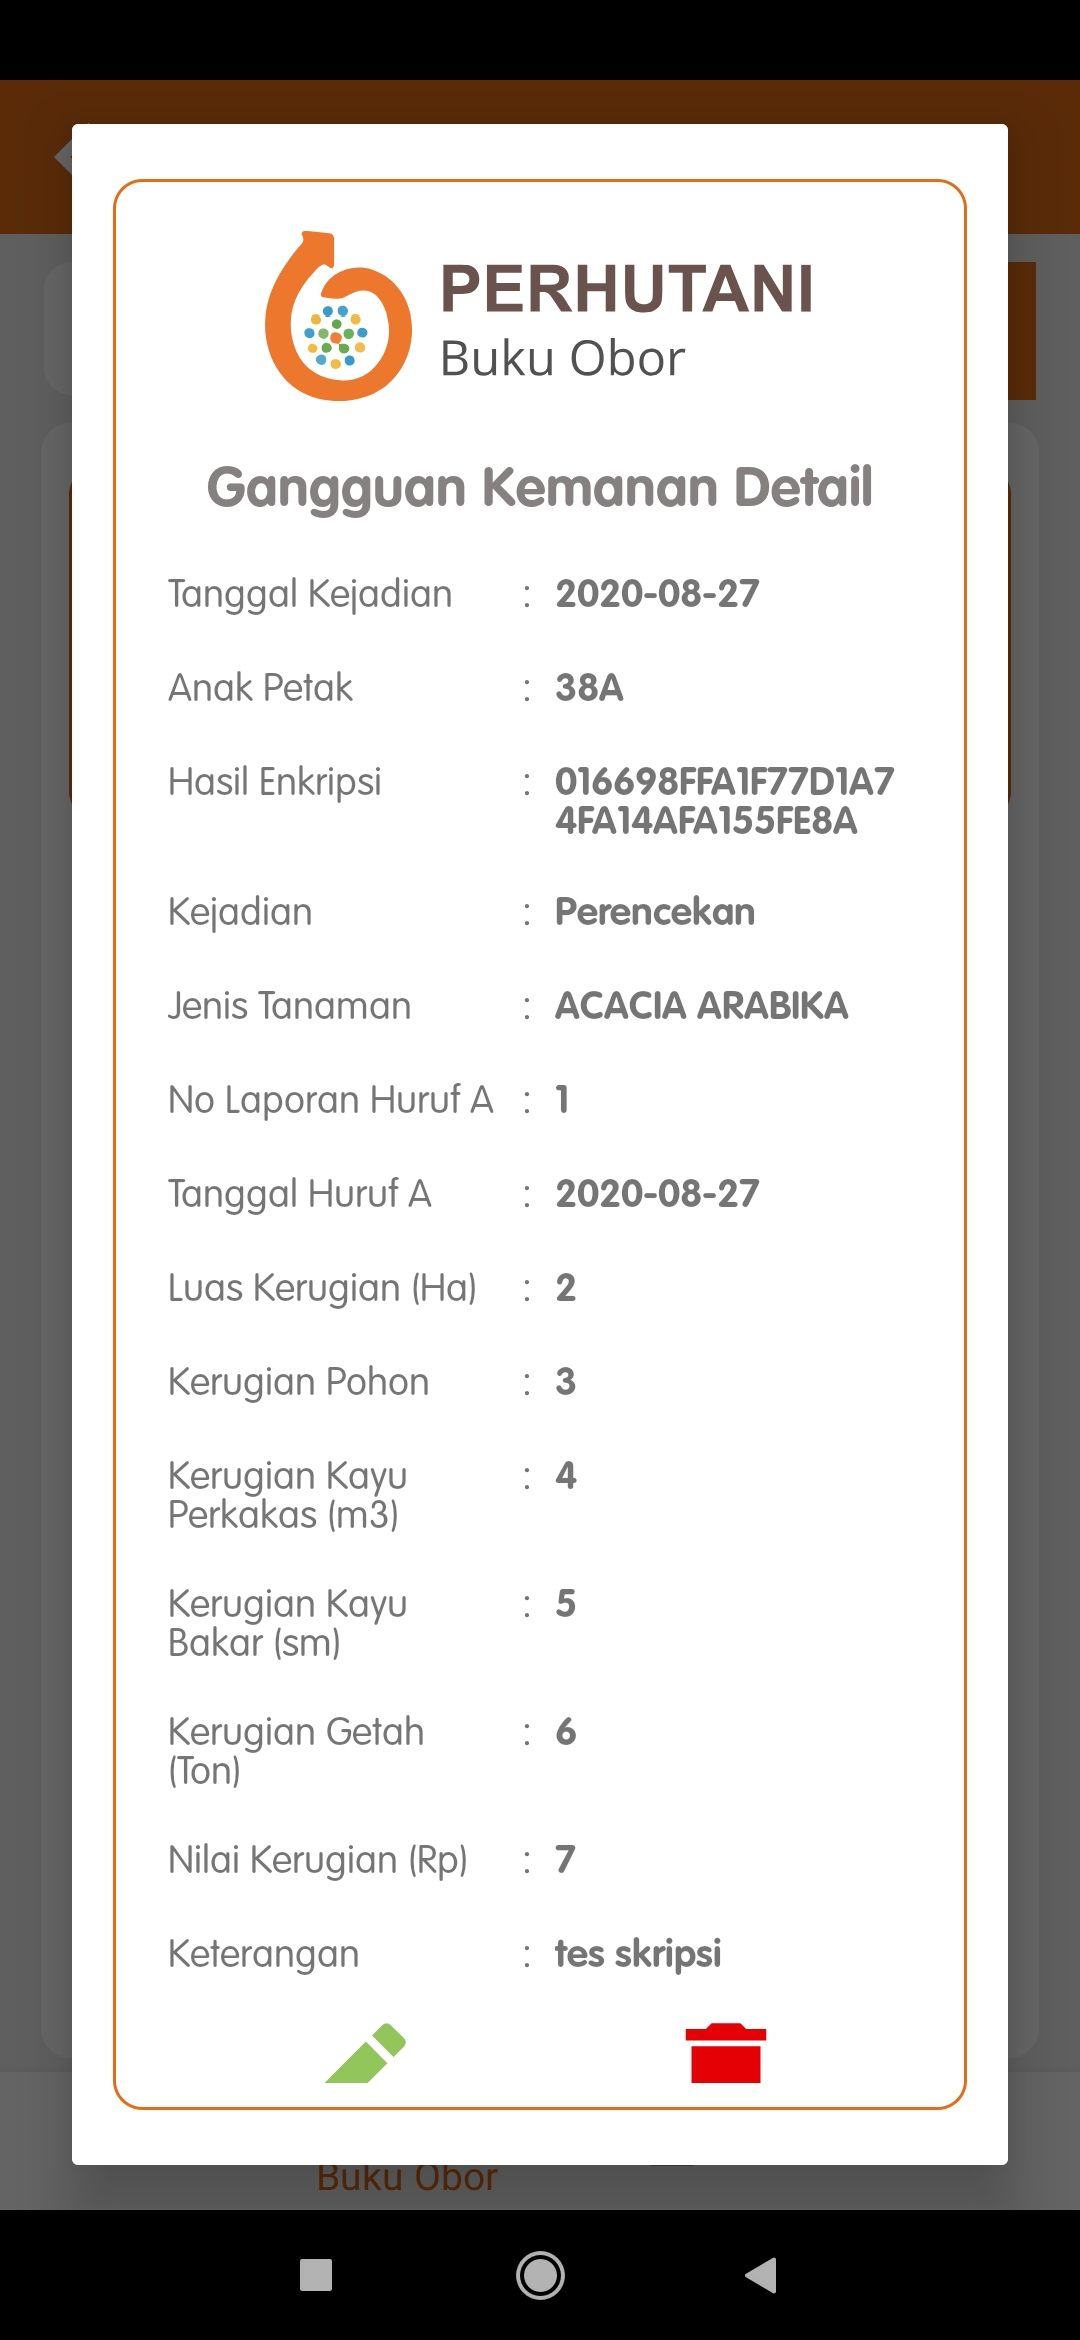 PERHUTANI
Buku Obor
Gangguan Kemanan Detail
Tanggal Kejadian : 2020-08-27
Anak Petak : 38A
Hasil Enkripsi : 016698FFA1F77D1A7
4FA14AFA155FE8A
Kejadian : Perencekan
Jenis Tanaman : ACACIA ARABIKA
No Laporan Huruf A : 1
Tanggal Huruf A : 2020-08-27
Luas Kerugian (Ha) : 2
Kerugian Pohon : 3
Kerugian Kayu : 4
Perkakas (m3)
Kerugian Kayu : 5
Bakar (sm)
Kerugian Getah : 6
(Ton)
Nilai Kerugian (Rp) : 7
Keterangan : tes skripsi
Buku Obor